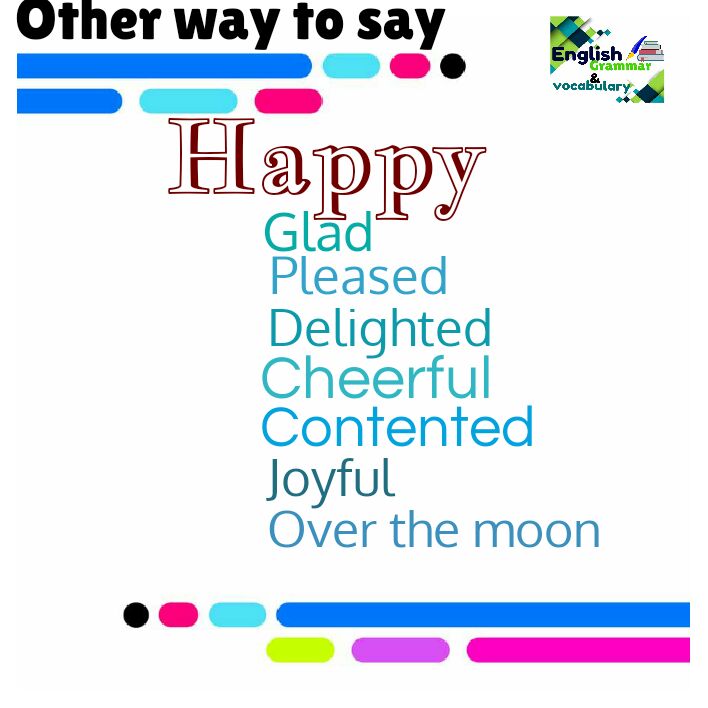 Other way to say
English
Grammar
&
vocabulary
Happy
Glad
Pleased
Delighted
Cheerful
Contented
Joyful
Over the moon